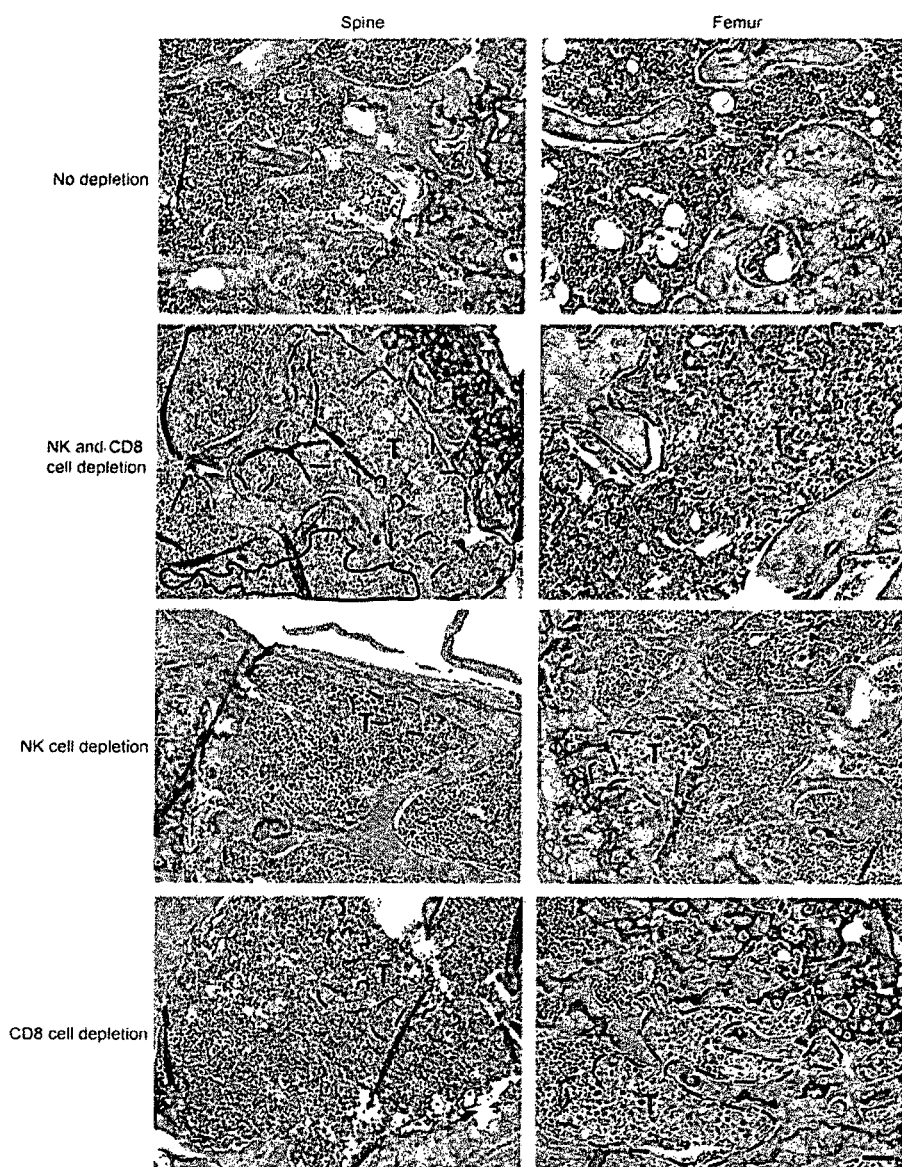 Spine
Femur
No depletion
T
T
NK and CD8
cell depletion
T
T
NK cell depletion
T
T
CD8 cell depletion
T
T